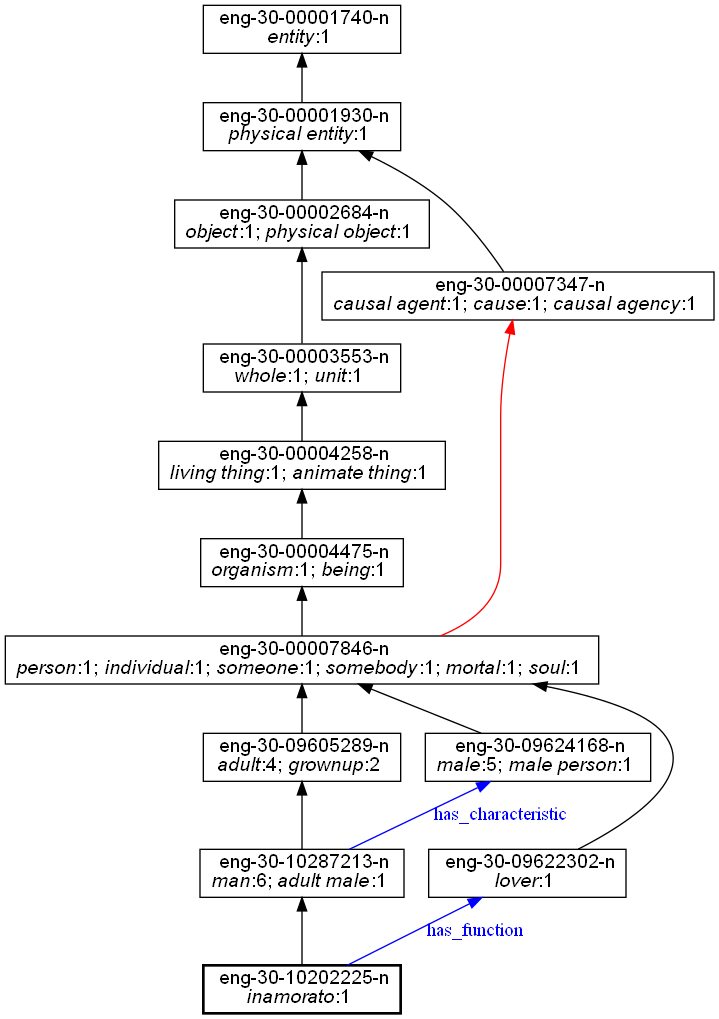 eng-30-00001740-n
entity:1
eng-30-00001930-n
physical entity:1
eng-30-00002684-n
object:1; physical object:1
eng-30-00007347-n
causal agent:1; cause:1; causal agency:1
eng-30-00003553-n
whole:1; unit:1
eng-30-00004258-n
living thing:1; animate thing:1
eng-30-00004475-n
organism:1; being:1
eng-30-00007846-n
person:1; individual:1; someone:1; somebody:1; mortal:1; soul:1
eng-30-09605289-n
adult:4; grownup:2
eng-30-09624168-n
male:5; male person:1
has_characteristic
eng-30-10287213-n
man:6; adult male:1
eng-30-09622302-n
lover:1
has_function
eng-30-10202225-n
inamorato:1